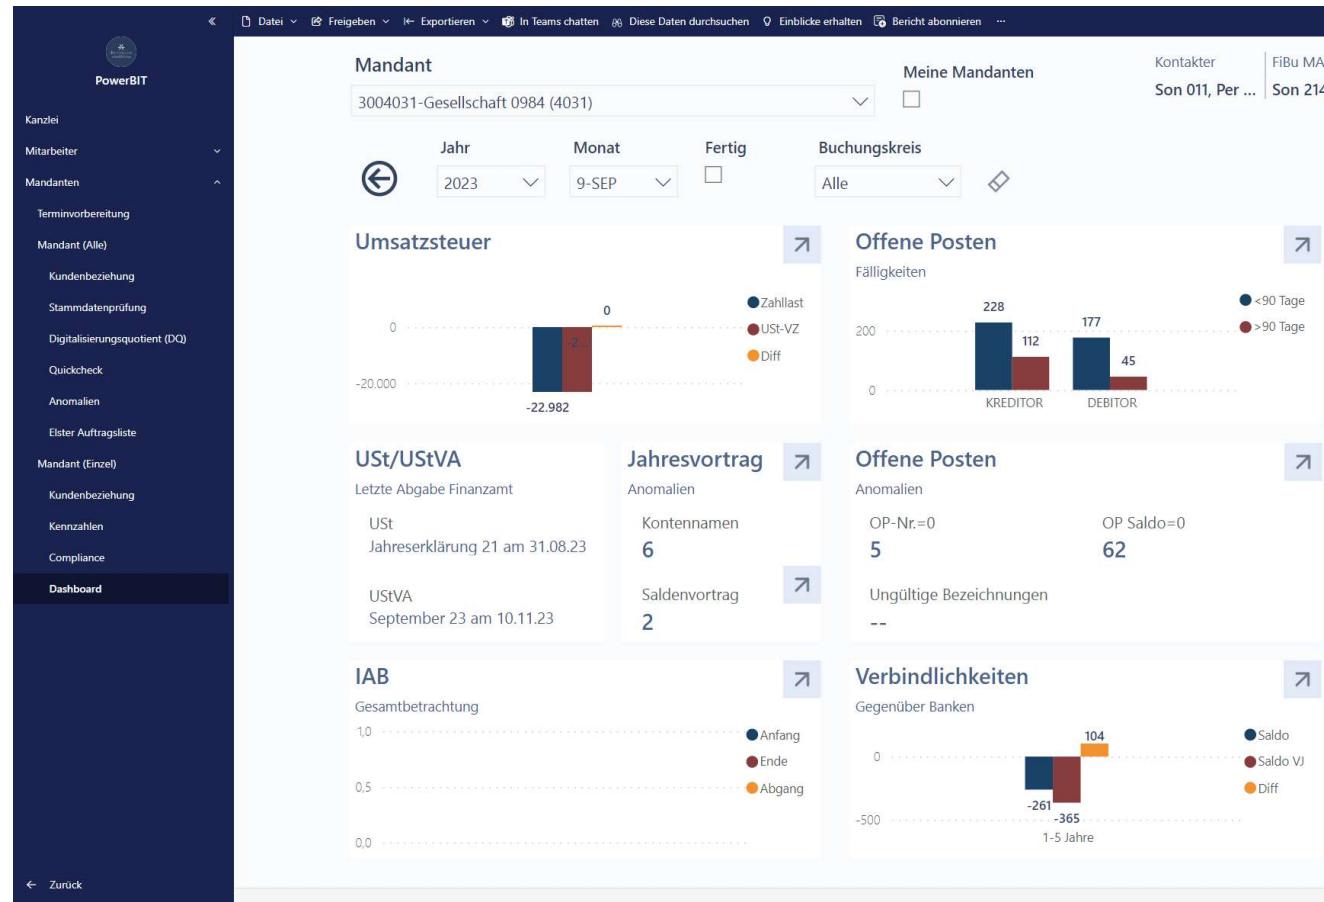 Datei
Freigeben
Exportieren
In Teams chatten
Diese Daten durchsuchen
Einblicke erhalten
Bericht abonnieren
...
PowerBIT
Kanzlei
Mitarbeiter
Mandanten
Terminvorbereitung
Mandant (Alle)
Kundenbeziehung
Stammdatenprüfung
Digitalisierungsquotient (DQ)
Quickcheck
Anomalien
Elster Auftragsliste
Mandant (Einzel)
Kundenbeziehung
Kennzahlen
Compliance
Dashboard
Zurück
Mandant
3004031-Gesellschaft 0984 (4031)
Meine Mandanten
Kontakter
Son 011, Per ...
FiBu MA
Son 214
Jahr
2023
Monat
9-SEP
Fertig
Buchungskreis
Alle
Umsatzsteuer
0
0
-20.000
-2...
-22.982
Zahllast
USt-VZ
Diff
Offene Posten
Fälligkeiten
200
0
228
112
177
45
KREDITOR
DEBITOR
<90 Tage
>90 Tage
USt/UStVA
Letzte Abgabe Finanzamt
USt
Jahreserklärung 21 am 31.08.23
UStVA
September 23 am 10.11.23
Jahresvortrag
Anomalien
Kontennamen
6
Saldenvortrag
2
Offene Posten
Anomalien
OP-Nr.=0
5
OP Saldo=0
62
Ungültige Bezeichnungen
--
IAB
Gesamtbetrachtung
1,0
0,5
0,0
Anfang
Ende
Abgang
Verbindlichkeiten
Gegenüber Banken
0
-500
104
-261
-365
1-5 Jahre
Saldo
Saldo VJ
Diff